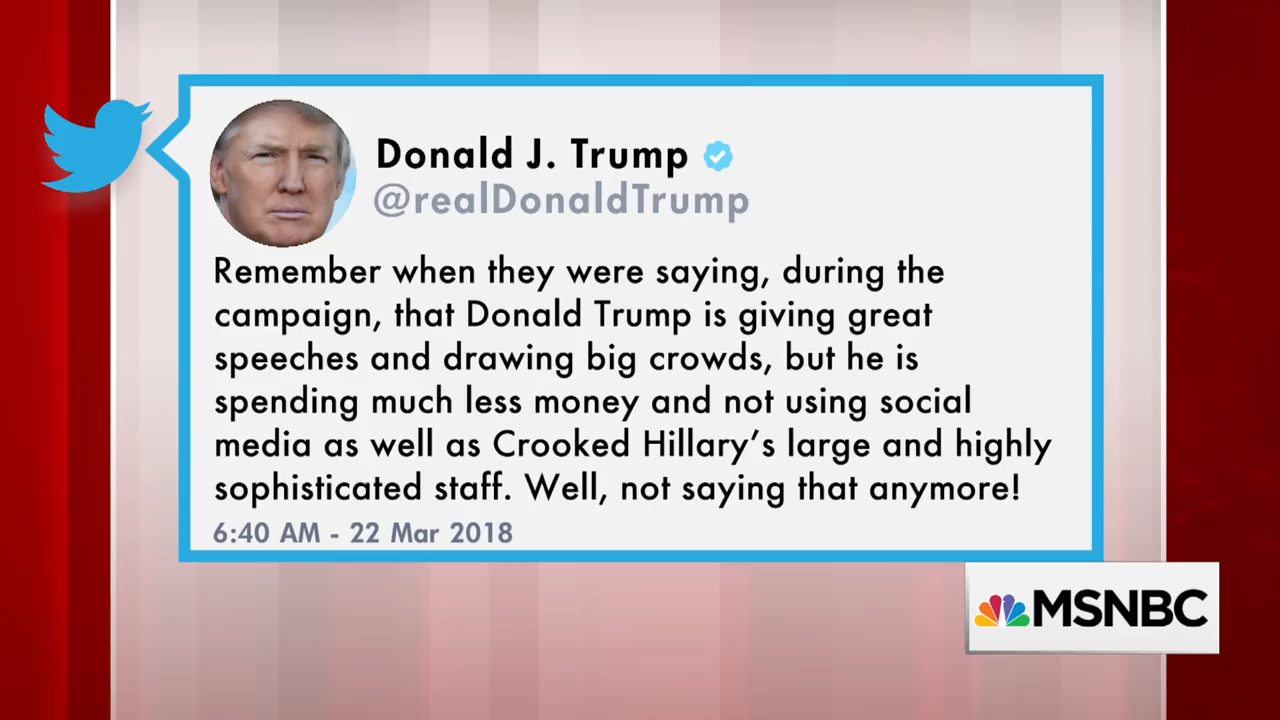 Donald J. Trump
@realDonaldTrump
Remember when they were saying, during the
campaign, that Donald Trump is giving great
speeches and drawing big crowds, but he is
spending much less money and not using social
media as well as Crooked Hillary’s large and highly
sophisticated staff. Well, not saying that anymore!
6:40 AM - 22 Mar 2018
MSNBC